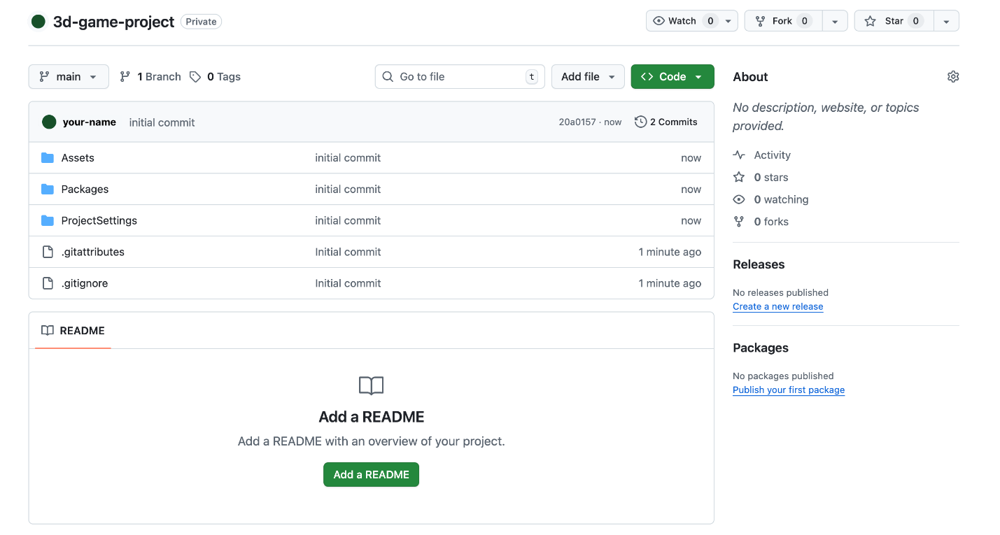 3d-game-project Private Watch 0 Fork 0 Star 0
main 1 Branch 0 Tags Go to file t Add file Code
your-name initial commit 20a0157 · now 2 Commits
Assets initial commit now
Packages initial commit now
ProjectSettings initial commit now
.gitattributes Initial commit 1 minute ago
.gitignore Initial commit 1 minute ago
README
Add a README
Add a README with an overview of your project.
Add a README
About
No description, website, or topics
provided.
Activity
0 stars
0 watching
0 forks
Releases
No releases published
Create a new release
Packages
No packages published
Publish your first package